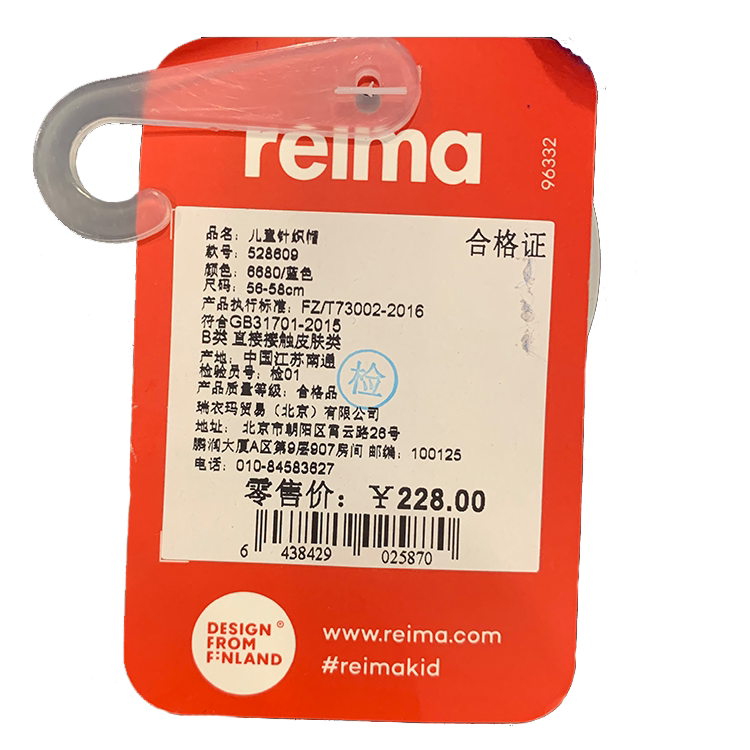 reima
96332
合格证
品名：儿童针织帽
款号：528609
颜色：6680/蓝色
尺码：56-58cm
产品执行标准：FZ/T73002-2016
符合GB31701-2015
B类 直接接触皮肤类
产地：中国江苏南通
检验员号：检01
检
产品质量等级：合格品
瑞衣玛贸易（北京）有限公司
地址：北京市朝阳区霄云路26号
鹏润大厦A区第9层907房间 邮编：100125
电话：010-84583627
零售价：￥228.00
6 438429 025870
DESIGN®
FROM
FINLAND
www.reima.com
#reimakid